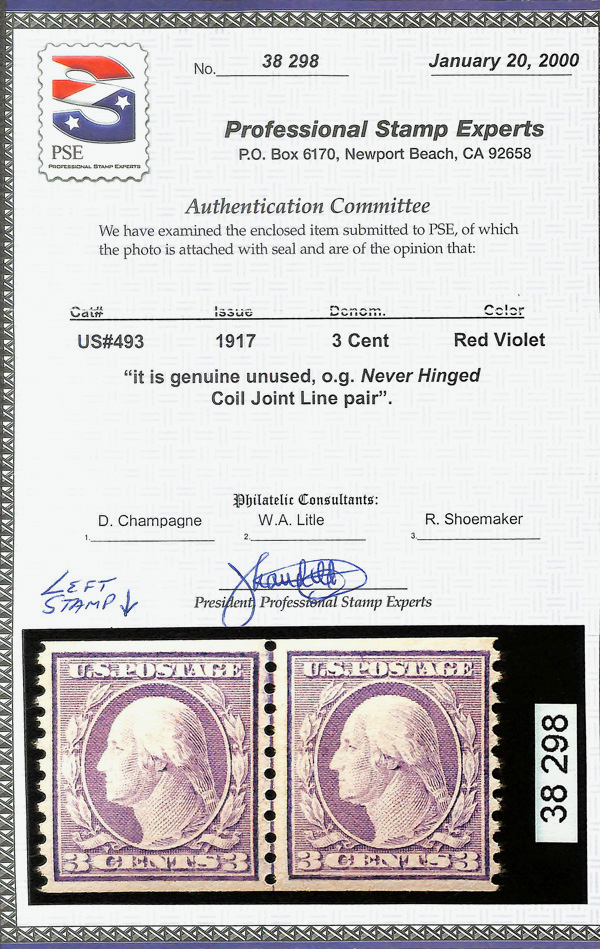 No. 38 298
January 20, 2000
PSE
PROFESSIONAL STAMP EXPERTS
Professional Stamp Experts
P.O. Box 6170, Newport Beach, CA 92658
Authentication Committee
We have examined the enclosed item submitted to PSE, of which
the photo is attached with seal and are of the opinion that:
Cat# Issue Denom. Color
US#493 1917 3 Cent Red Violet
“it is genuine unused, o.g. Never Hinged
Coil Joint Line pair”.
Philatelic Consultants:
1. D. Champagne 2. W.A. Litle 3. R. Shoemaker
President, Professional Stamp Experts
LEFT
STAMP
U.S.POSTAGE U.S.POSTAGE
3 CENTS 3 3 CENTS 3
38 298